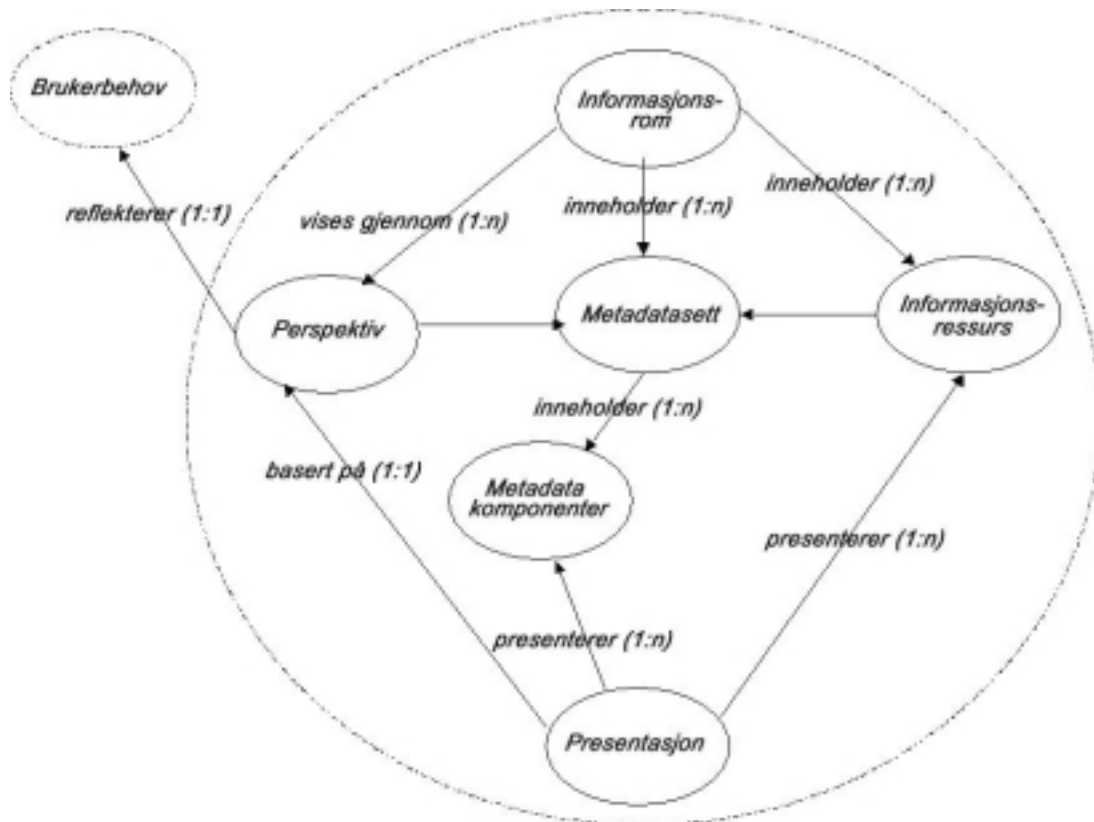 Brukerbehov
Informasjons-
rom
reflekterer (1:1)
vises gjennom (1:n)
inneholder (1:n)
inneholder (1:n)
Perspektiv
Metadatasett
Informasjons-
ressurs
inneholder (1:n)
basert på (1:1)
Metadata
komponenter
presenterer (1:n)
presenterer (1:n)
Presentasjon